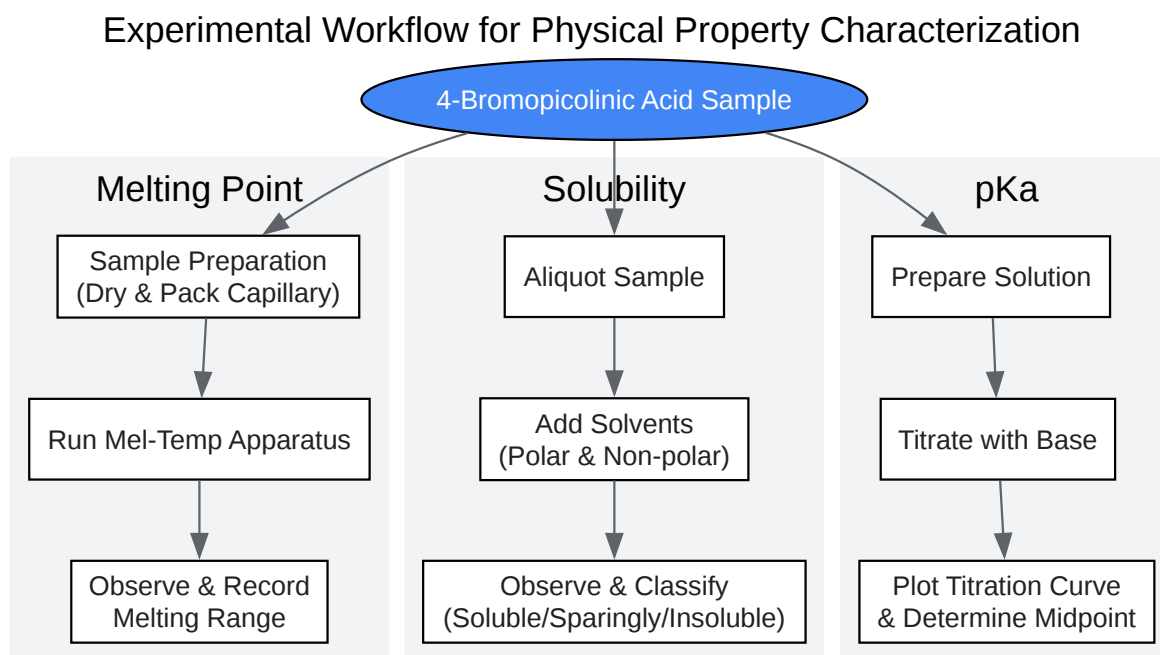 Experimental Workflow for Physical Property Characterization
4-Bromopicolinic Acid Sample
Melting Point
Sample Preparation
(Dry & Pack Capillary)
Run Mel-Temp Apparatus
Observe & Record
Melting Range
Solubility
Aliquot Sample
Add Solvents
(Polar & Non-polar)
Observe & Classify
(Soluble/Sparingly/Insoluble)
pKa
Prepare Solution
Titrate with Base
Plot Titration Curve
& Determine Midpoint